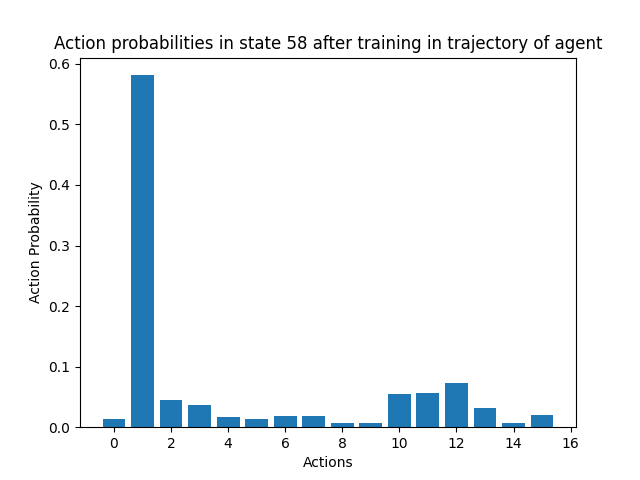 Action probabilities in state 58 after training in trajectory of agent
0.6
0.5
0.4
0.3
0.2
0.1
0.0
Action Probability
0 2 4 6 8 10 12 14 16
Actions